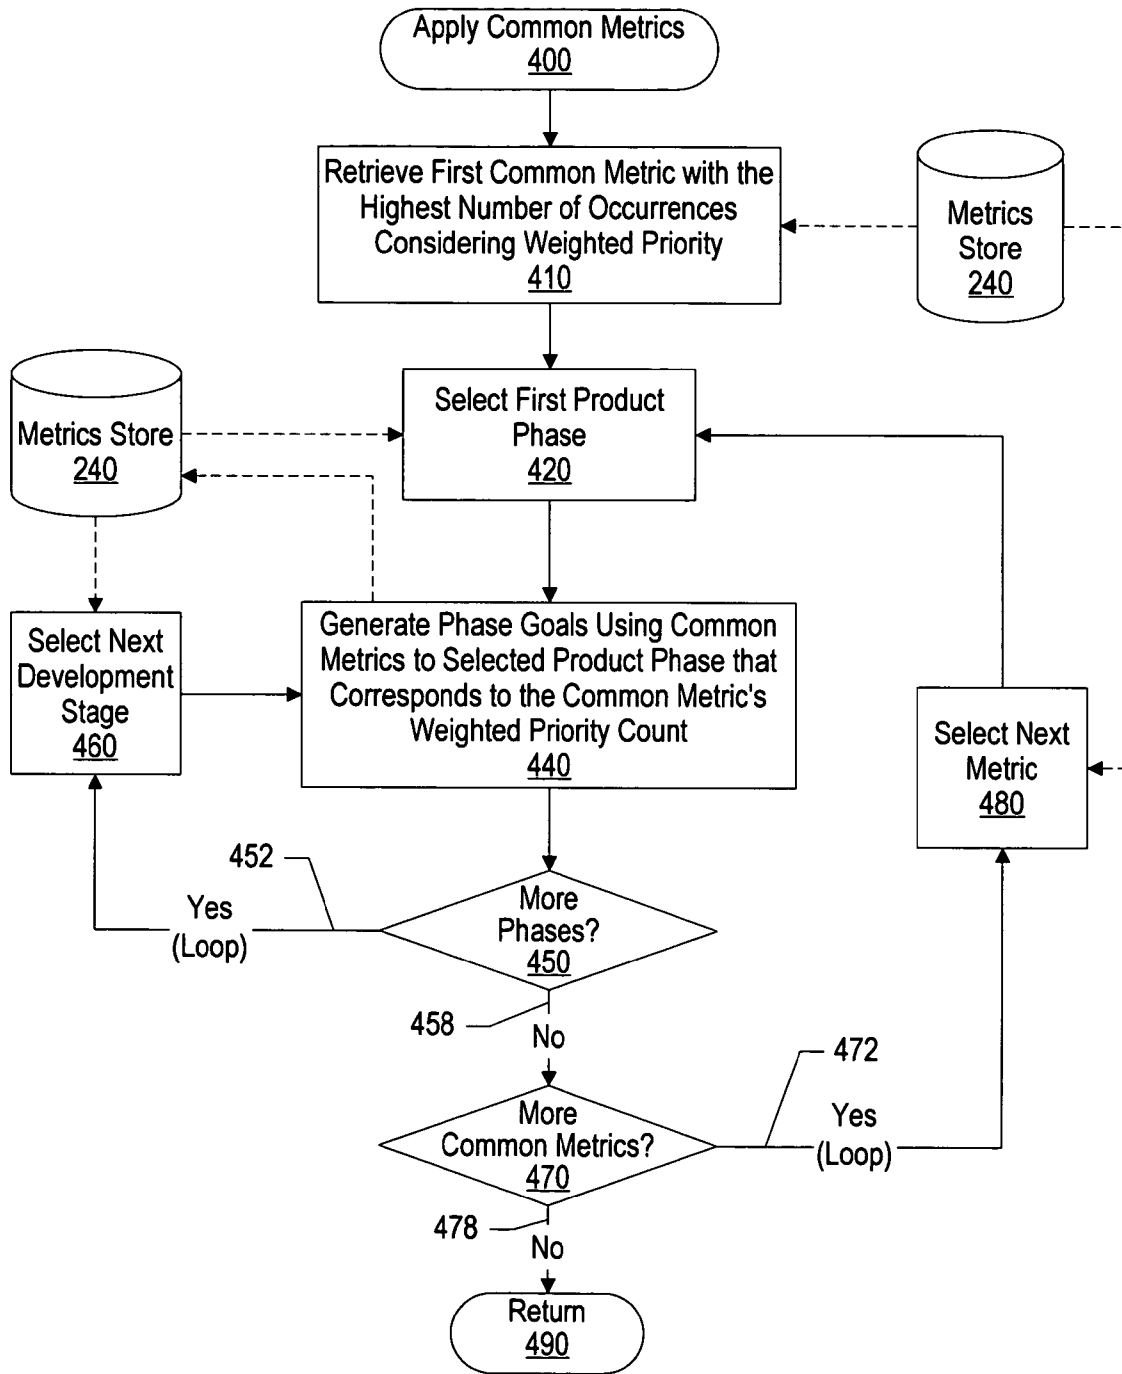 Apply Common Metrics
400
Retrieve First Common Metric with the
Highest Number of Occurrences
Considering Weighted Priority
410
Metrics
Store
240
Metrics Store
240
Select First Product
Phase
420
Select Next
Development
Stage
460
Generate Phase Goals Using Common
Metrics to Selected Product Phase that
Corresponds to the Common Metric's
Weighted Priority Count
440
Select Next
Metric
480
452
Yes
(Loop)
More
Phases?
450
458
No
472
Yes
(Loop)
More
Common Metrics?
470
478
No
Return
490